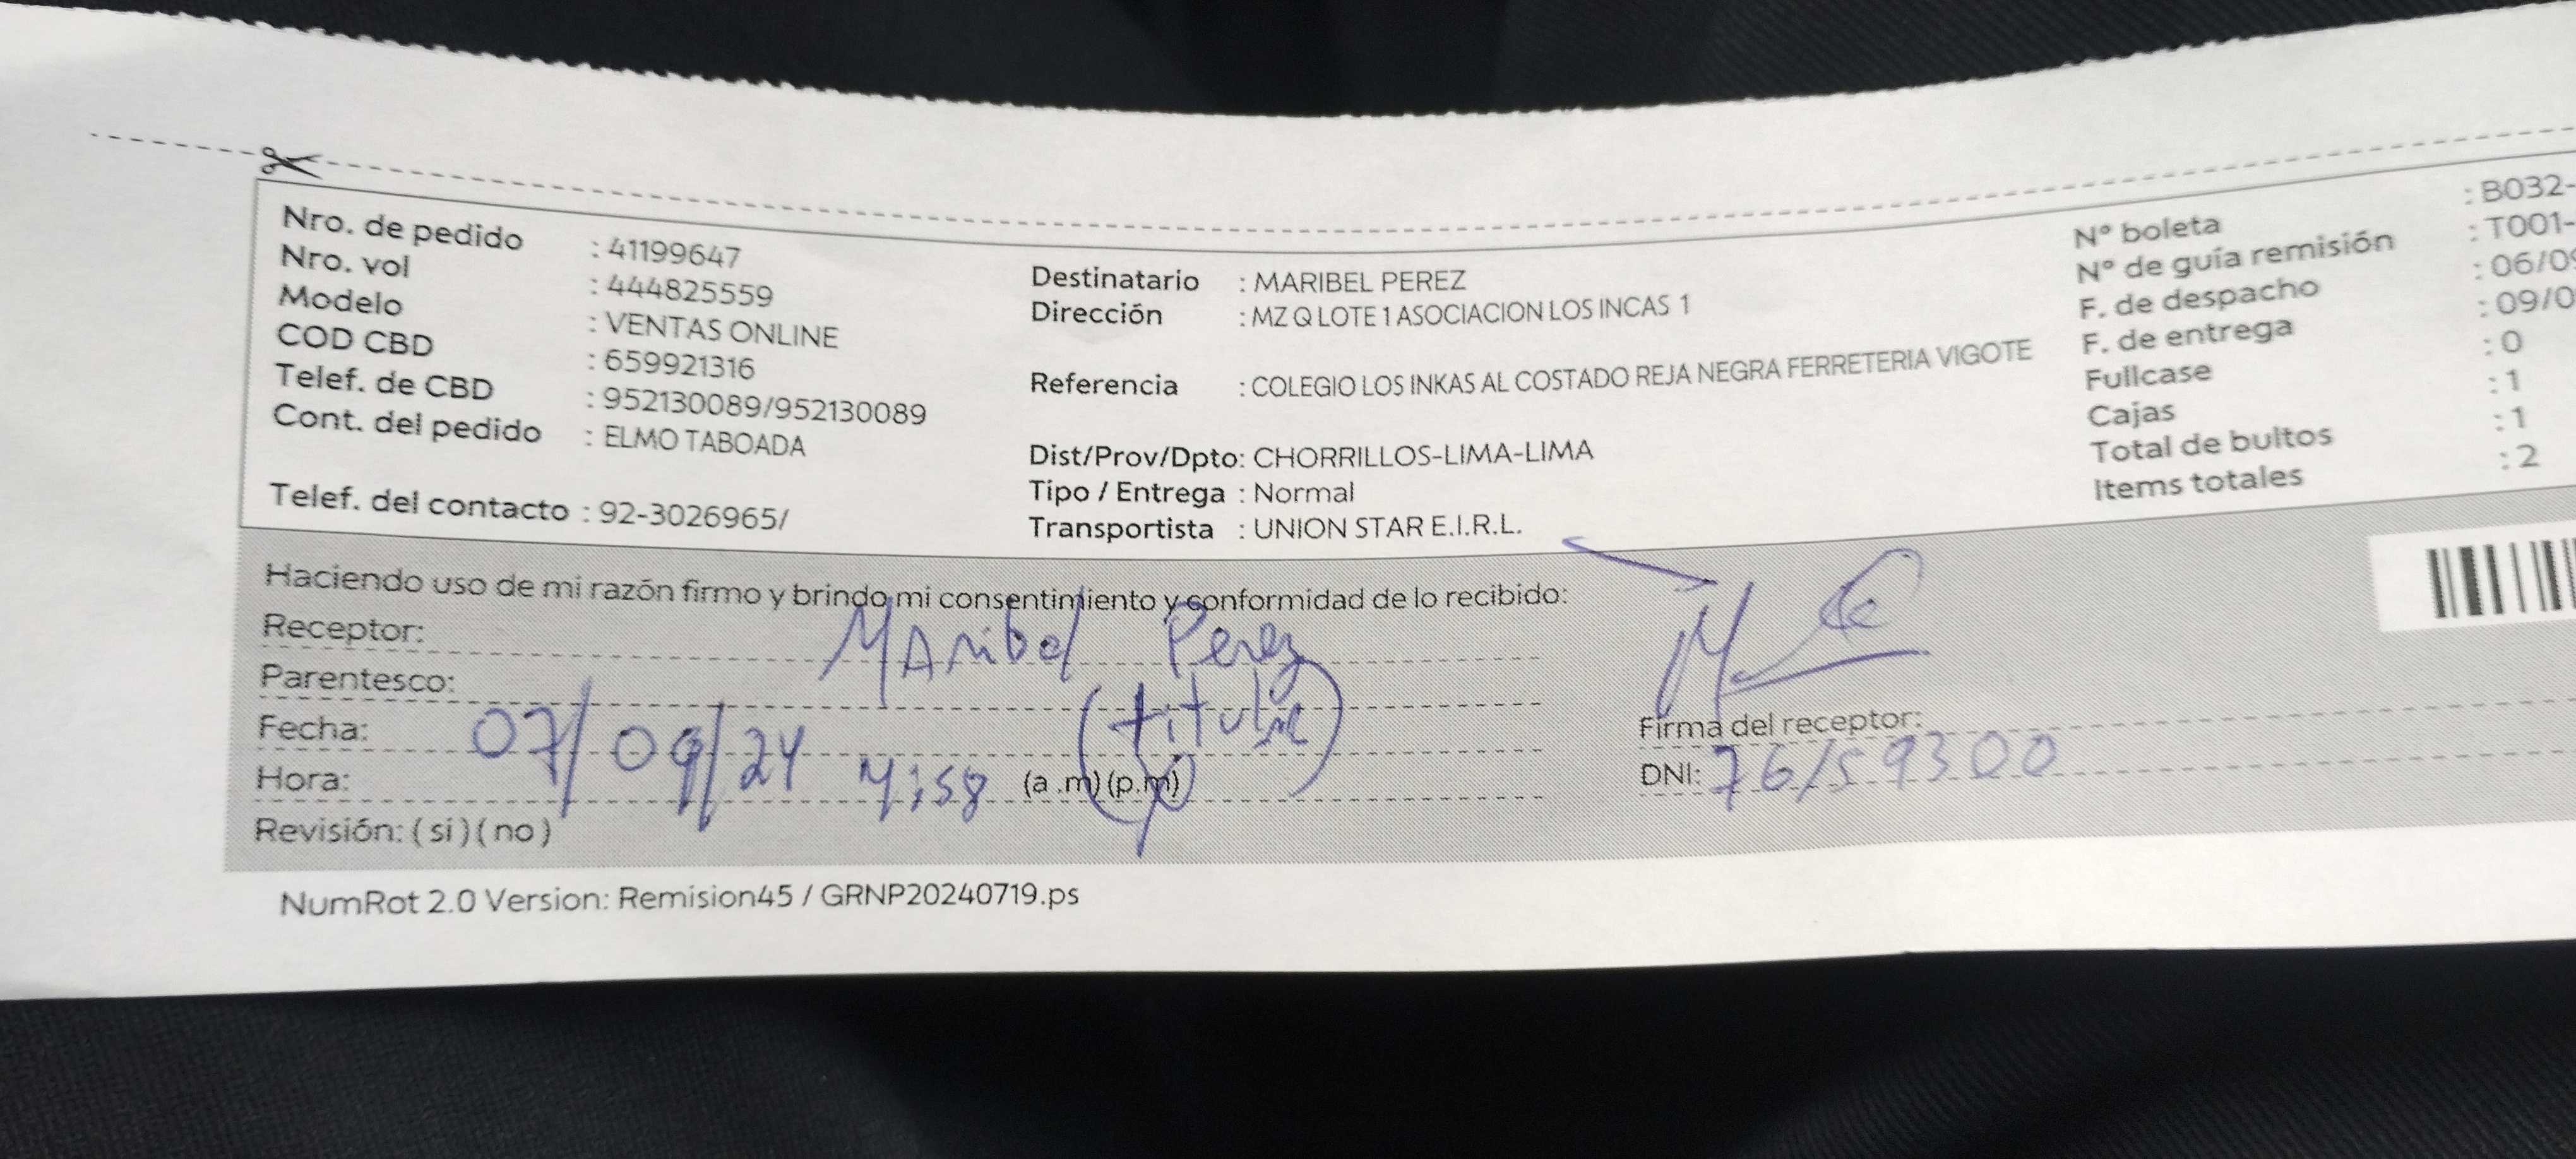 Nro. de pedido : 41199647
Nro. vol : 444825559
Modelo : VENTAS ONLINE
COD CBD : 659921316
Telef. de CBD : 952130089/952130089
Cont. del pedido : ELMO TABOADA
Telef. del contacto : 92-3026965/
Destinatario : MARIBEL PEREZ
Dirección : MZ Q LOTE 1 ASOCIACION LOS INCAS 1
Referencia : COLEGIO LOS INKAS AL COSTADO REJA NEGRA FERRETERIA VIGOTE
Dist/Prov/Dpto: CHORRILLOS-LIMA-LIMA
Tipo / Entrega : Normal
Transportista : UNION STAR E.I.R.L.
N° boleta : B032-
N° de guía remisión : T001-
F. de despacho : 06/09
F. de entrega : 09/0
Fullcase : 0
Cajas : 1
Total de bultos : 1
Items totales : 2
Haciendo uso de mi razón firmo y brindo mi consentimiento y conformidad de lo recibido:
Receptor: MAribel Perez
Parentesco: (titular)
Fecha: 07/09/24
Hora: 4:58 (a .m) (p.m)
Revisión: ( si ) ( no )
Firma del receptor:
DNI: 76159300
NumRot 2.0 Version: Remision45 / GRNP20240719.ps